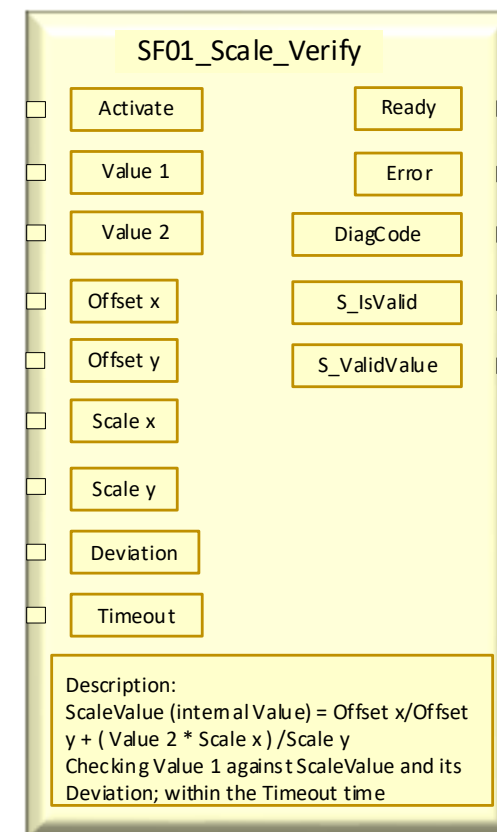 SF01_Scale_Verify
Activate
Ready
Value 1
Error
Value 2
DiagCode
Offset x
S_IsValid
Offset y
S_ValidValue
Scale x
Scale y
Deviation
Timeout
Description:
ScaleValue (internal Value) = Offset x/Offset
y + ( Value 2 * Scale x ) /Scale y
Checking Value 1 against ScaleValue and its
Deviation; within the Timeout time